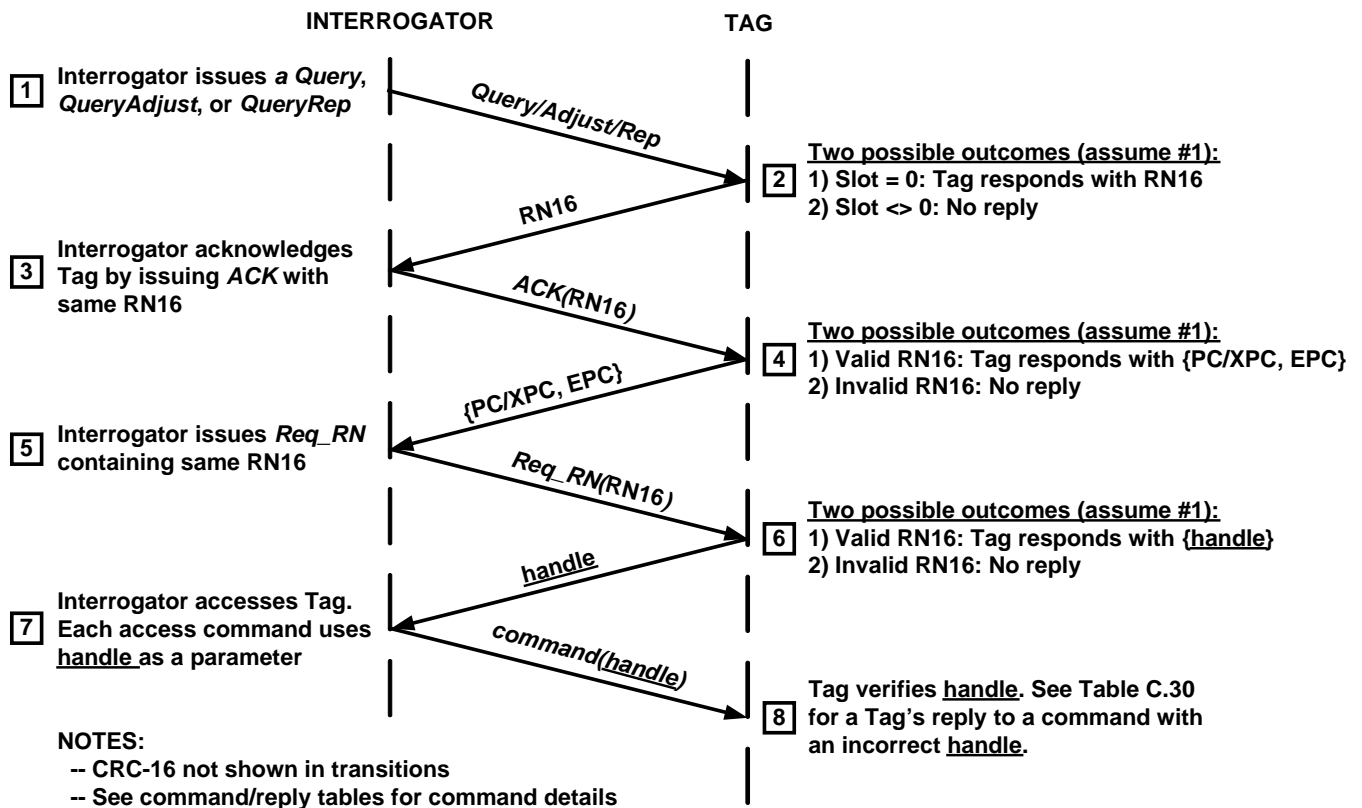 INTERROGATOR
TAG
1
Interrogator issues a Query,
QueryAdjust, or QueryRep
Query/Adjust/Rep
2
Two possible outcomes (assume #1):
1) Slot = 0: Tag responds with RN16
2) Slot <> 0: No reply
RN16
3
Interrogator acknowledges
Tag by issuing ACK with
same RN16
ACK(RN16)
4
Two possible outcomes (assume #1):
1) Valid RN16: Tag responds with {PC/XPC, EPC}
2) Invalid RN16: No reply
{PC/XPC, EPC}
5
Interrogator issues Req_RN
containing same RN16
Req_RN(RN16)
6
Two possible outcomes (assume #1):
1) Valid RN16: Tag responds with {handle}
2) Invalid RN16: No reply
handle
7
Interrogator accesses Tag.
Each access command uses
handle as a parameter
command(handle)
8
Tag verifies handle. See Table C.30
for a Tag's reply to a command with
an incorrect handle.
NOTES:
-- CRC-16 not shown in transitions
-- See command/reply tables for command details